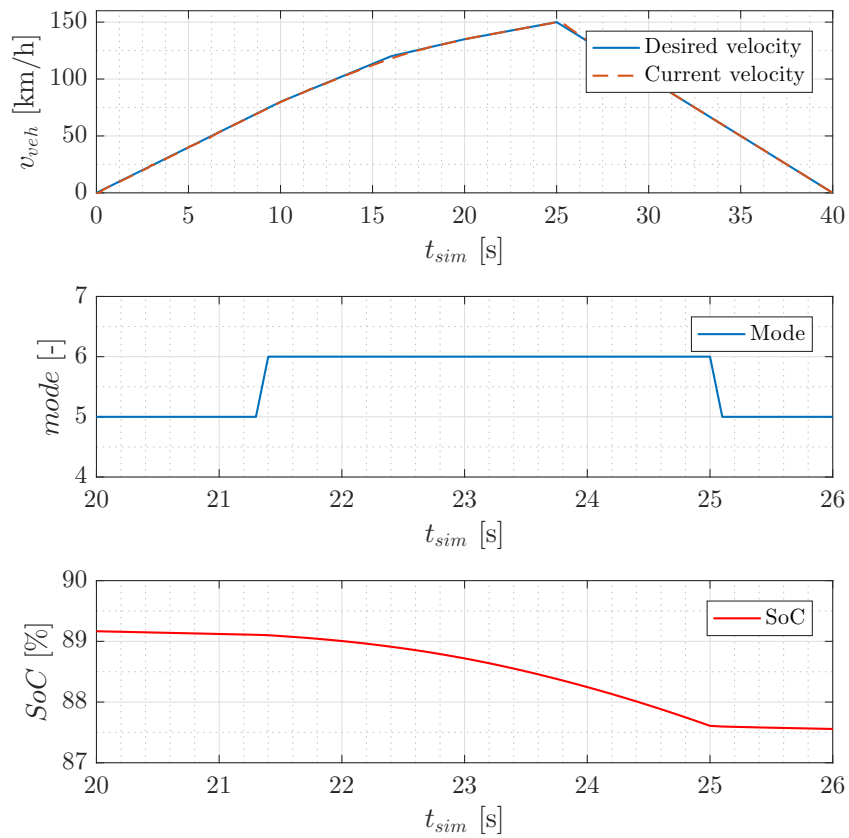 150
100
50
0
v_veh [km/h]
Desired velocity
Current velocity
0 5 10 15 20 25 30 35 40
t_sim [s]
7
6
5
4
mode [-]
Mode
20 21 22 23 24 25 26
t_sim [s]
90
89
88
87
SoC [%]
SoC
20 21 22 23 24 25 26
t_sim [s]